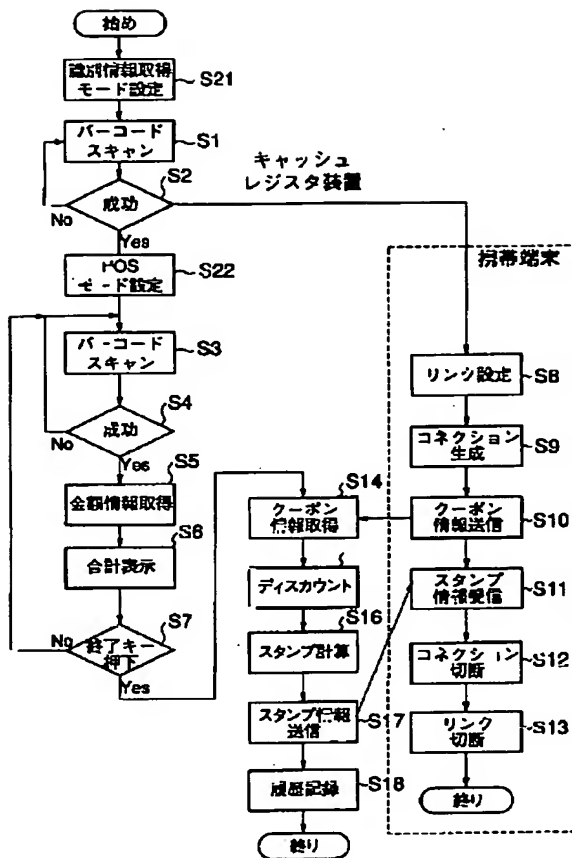 始め
識別情報取得
モード設定
S21
バーコード
スキャン
S1
成功
S2
No
Yes
キャッシュ
レジスタ装置
POS
モード設定
S22
バーコード
スキャン
S3
成功
S4
No
Yes
金額情報取得
S5
合計表示
S6
終了キー
押下
S7
No
Yes
クーポン
情報取得
S14
ディスカウント
スタンプ計算
S16
スタンプ情報
送信
S17
履歴記録
S18
終り
携帯端末
リンク設定
S8
コネクション
生成
S9
クーポン
情報送信
S10
スタンプ
情報受信
S11
コネクション
切断
S12
リンク
切断
S13
終り